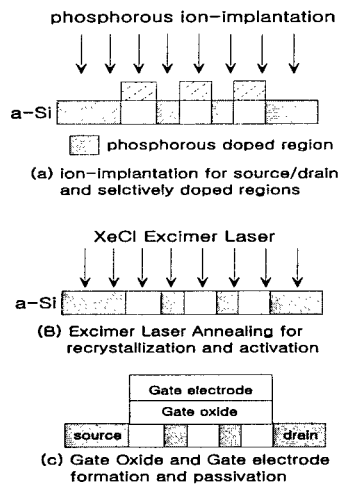 phosphorous ion-implantation
a-Si
phosphorous doped region
(a) ion-implantation for source/drain
and selctively doped regions
XeCl Excimer Laser
a-Si
(B) Excimer Laser Annealing for
recrystallization and activation
Gate electrode
Gate oxide
source
drain
(c) Gate Oxide and Gate electrode
formation and passivation